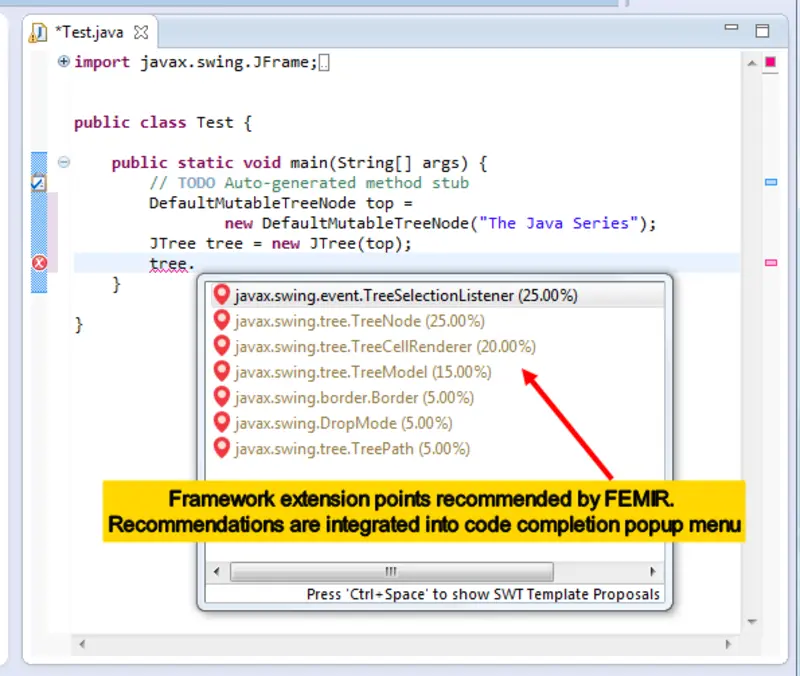 *Test.java
import javax.swing.JFrame;
public class Test {
public static void main(String[] args) {
// TODO Auto-generated method stub
DefaultMutableTreeNode top =
new DefaultMutableTreeNode("The Java Series");
JTree tree = new JTree(top);
tree.
}
}
javax.swing.event.TreeSelectionListener (25.00%)
javax.swing.tree.TreeNode (25.00%)
javax.swing.tree.TreeCellRenderer (20.00%)
javax.swing.tree.TreeModel (15.00%)
javax.swing.border.Border (5.00%)
javax.swing.DropMode (5.00%)
javax.swing.tree.TreePath (5.00%)
Framework extension points recommended by FEMIR.
Recommendations are integrated into code completion popup menu
Press 'Ctrl+Space' to show SWT Template Proposals